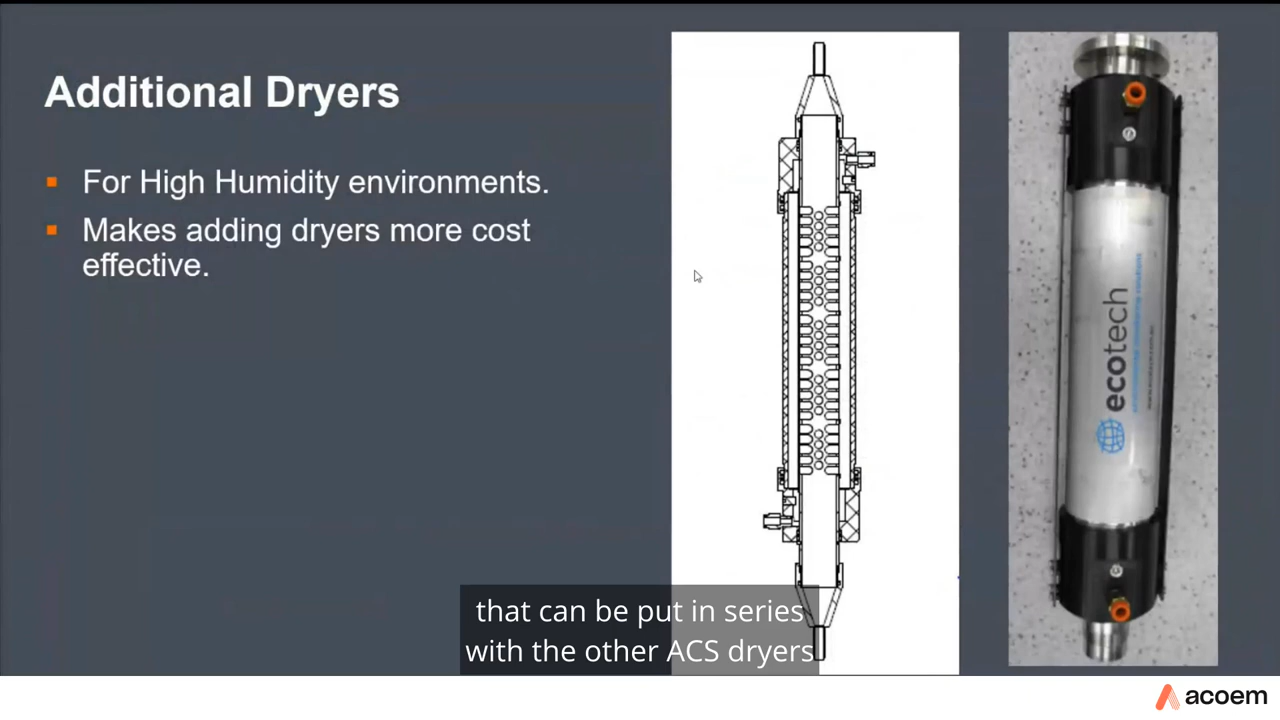 Additional Dryers
For High Humidity environments.
Makes adding dryers more cost
effective.
ecotech
that can be put in series
with the other ACS dryers
acoem